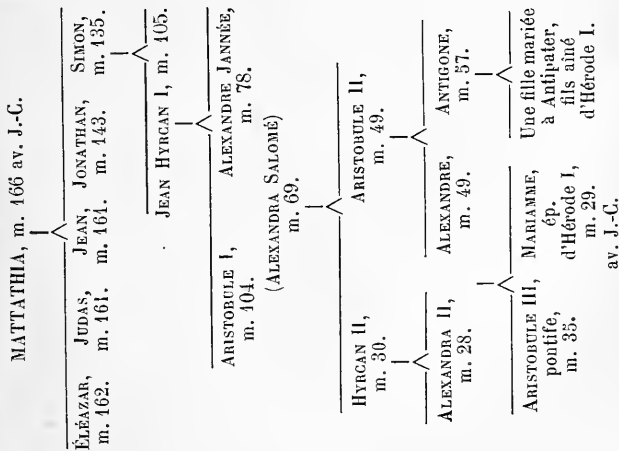 MATTATHIA, m. 166 av. J.-C.
ÉLÉAZAR,
m. 162.
JUDAS,
m. 161.
JEAN,
m. 161.
JONATHAN,
m. 143.
SIMON,
m. 135.
JEAN HYRCAN I, m. 105.
ARISTOBULE I,
m. 104.
ALEXANDRE JANNÉE,
m. 78.
(ALEXANDRA SALOMÉ)
m. 69.
HYRCAN II,
m. 30.
ARISTOBULE II,
m. 49.
ALEXANDRA II,
m. 28.
ALEXANDRE,
m. 49.
ANTIGONE,
m. 57.
ARISTOBULE III,
pontife,
m. 35.
MARIAMME,
ép.
d'Hérode I,
m. 29.
av. J.-C.
Une fille mariée
à Antipater,
fils aîné
d'Hérode I.